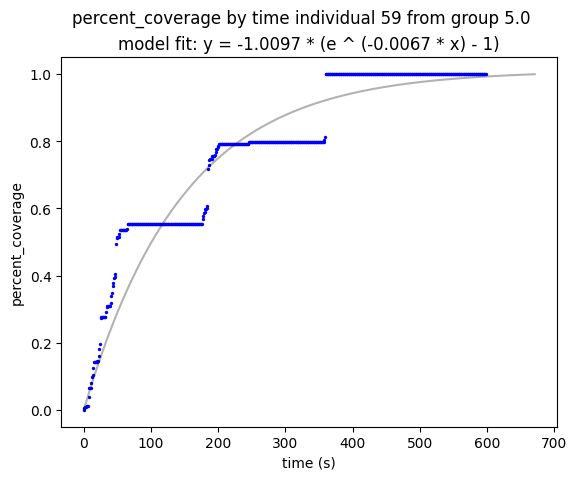 percent_coverage by time individual 59 from group 5.0
model fit: y = -1.0097 * (e ^ (-0.0067 * x) - 1)
1.0
0.8
0.6
0.4
0.2
0.0
percent_coverage
0 100 200 300 400 500 600 700
time (s)